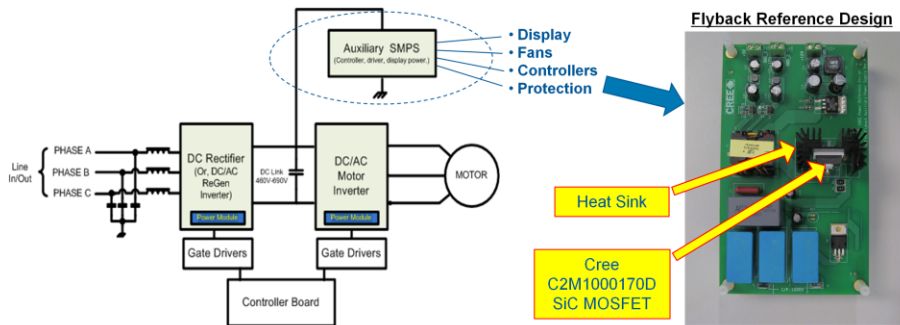 Flyback Reference Design
Auxiliary SMPS
(Controller, driver, display power.)
• Display
• Fans
• Controllers
• Protection
CREE
Line
In/Out
PHASE A
PHASE B
PHASE C
DC Rectifier
(Or, DC/AC
ReGen
Inverter)
Power Module
DC Link
460V-690V
DC/AC
Motor
Inverter
Power Module
MOTOR
Gate Drivers
Gate Drivers
Controller Board
Heat Sink
Cree
C2M1000170D
SiC MOSFET